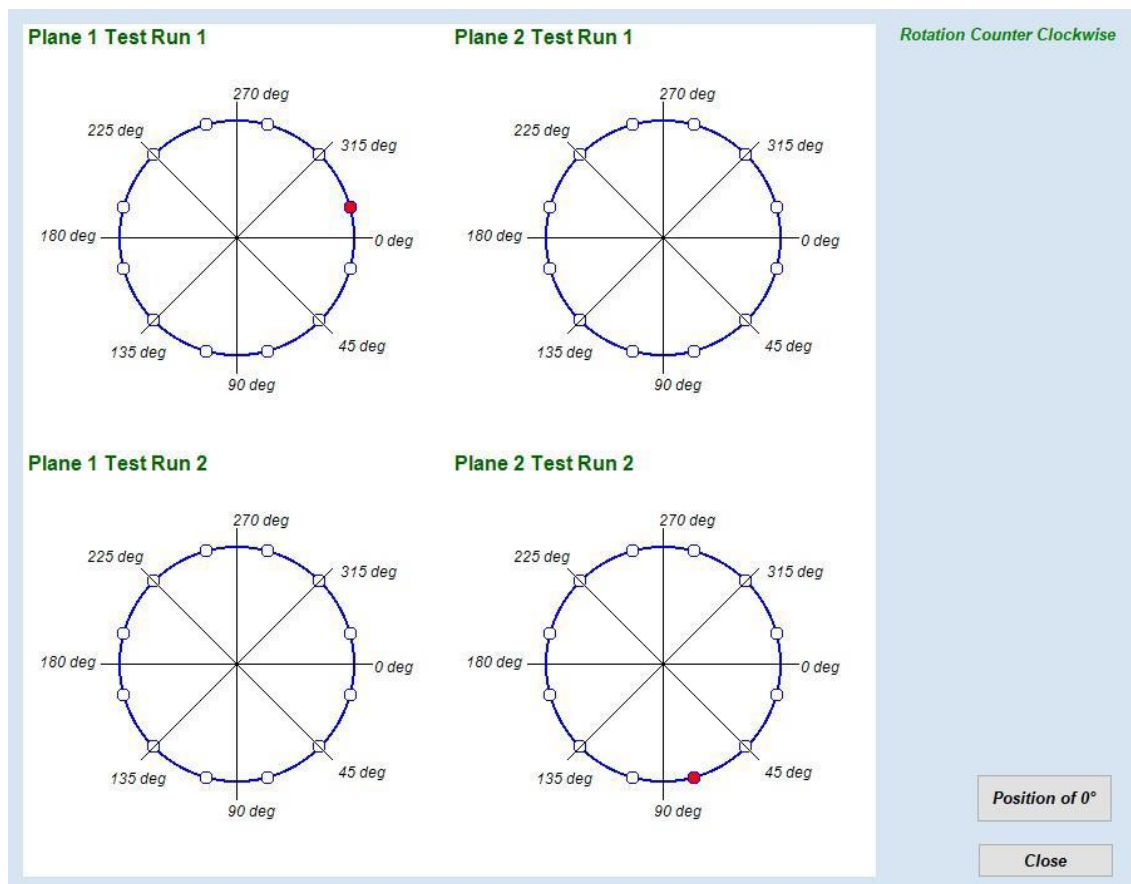 Plane 1 Test Run 1
Plane 2 Test Run 1
Rotation Counter Clockwise
270 deg
225 deg
315 deg
180 deg
0 deg
135 deg
45 deg
90 deg
270 deg
225 deg
315 deg
180 deg
0 deg
135 deg
45 deg
90 deg
Plane 1 Test Run 2
Plane 2 Test Run 2
270 deg
225 deg
315 deg
180 deg
0 deg
135 deg
45 deg
90 deg
270 deg
225 deg
315 deg
180 deg
0 deg
135 deg
45 deg
90 deg
Position of 0°
Close